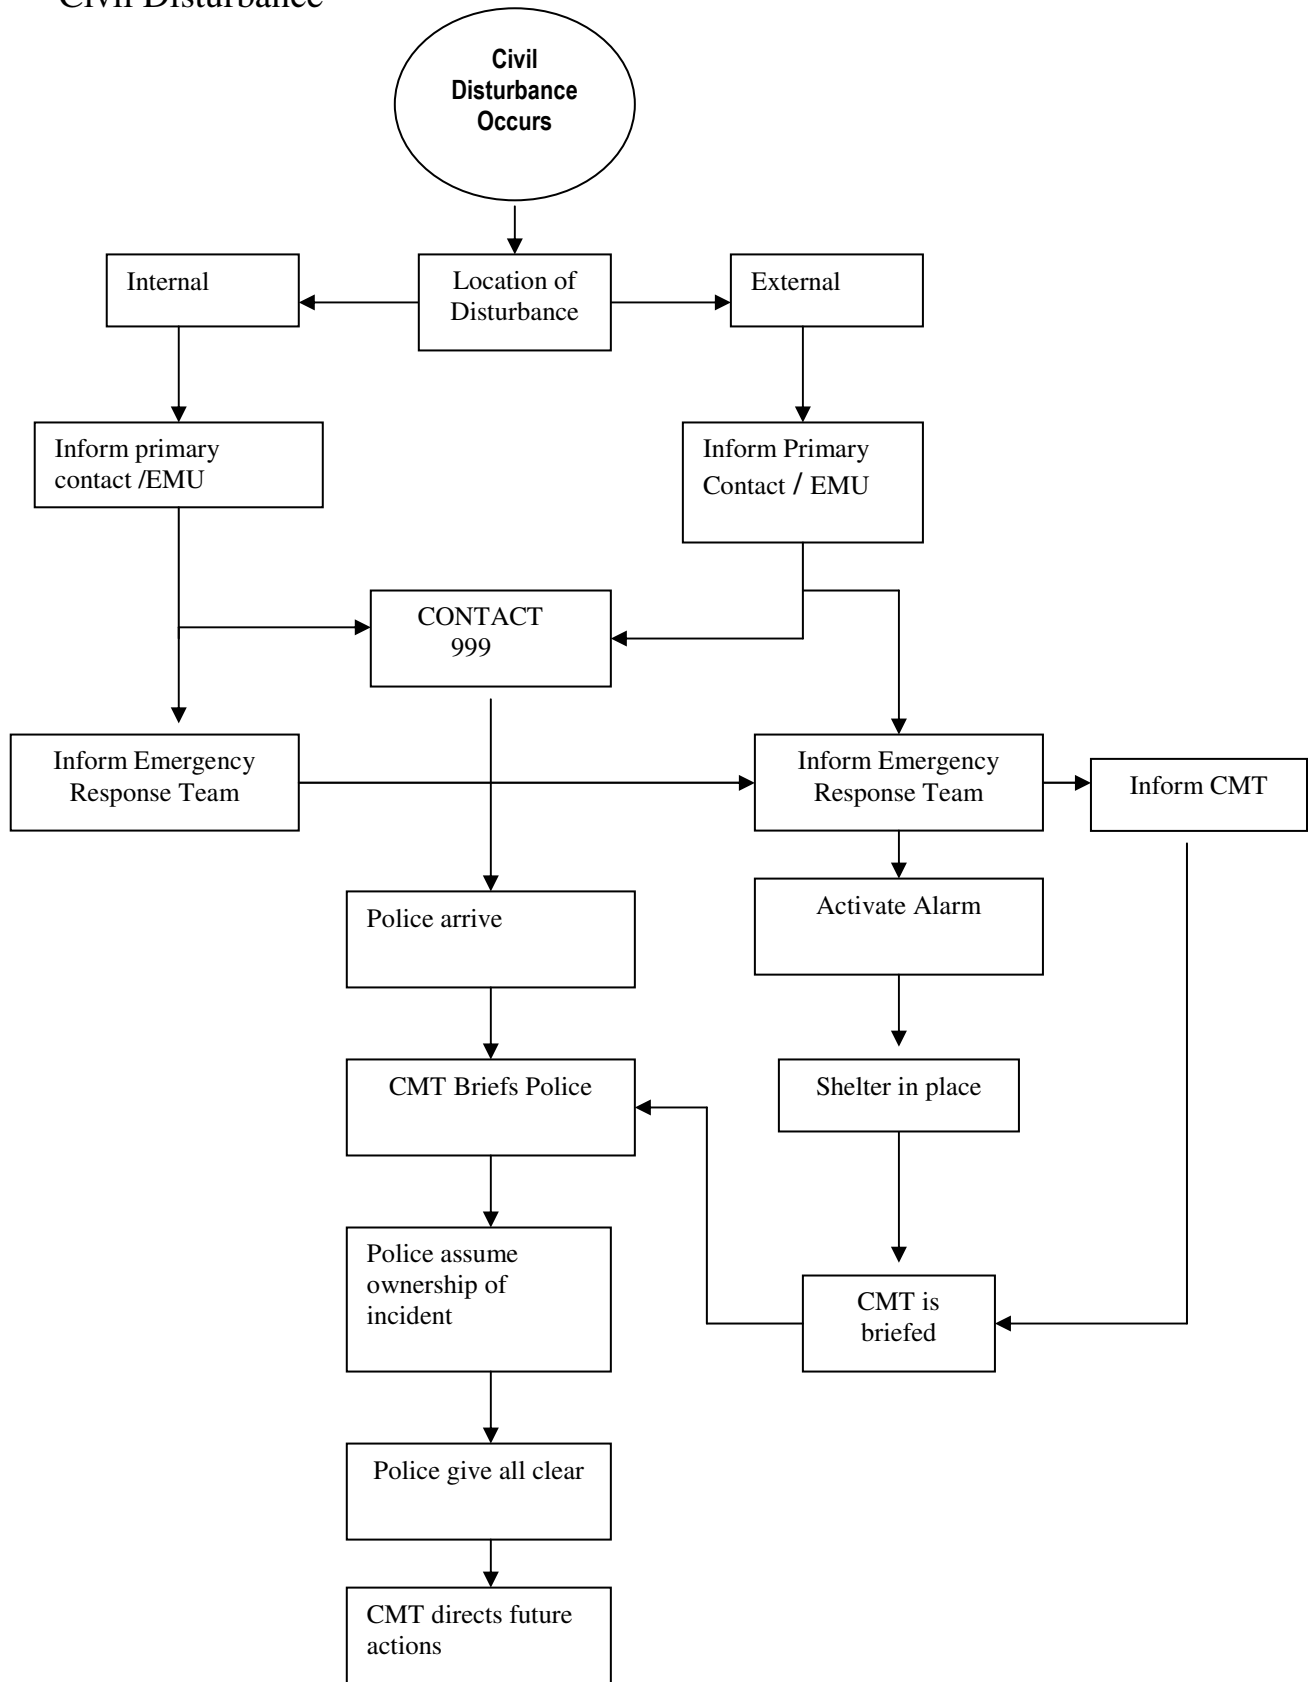 Civil Disturbance
Civil
Disturbance
Occurs
Internal
Location of
Disturbance
External
Inform primary
contact /EMU
Inform Primary
Contact / EMU
CONTACT
999
Inform Emergency
Response Team
Inform Emergency
Response Team
Inform CMT
Police arrive
Activate Alarm
CMT Briefs Police
Shelter in place
Police assume
ownership of
incident
CMT is
briefed
Police give all clear
CMT directs future
actions